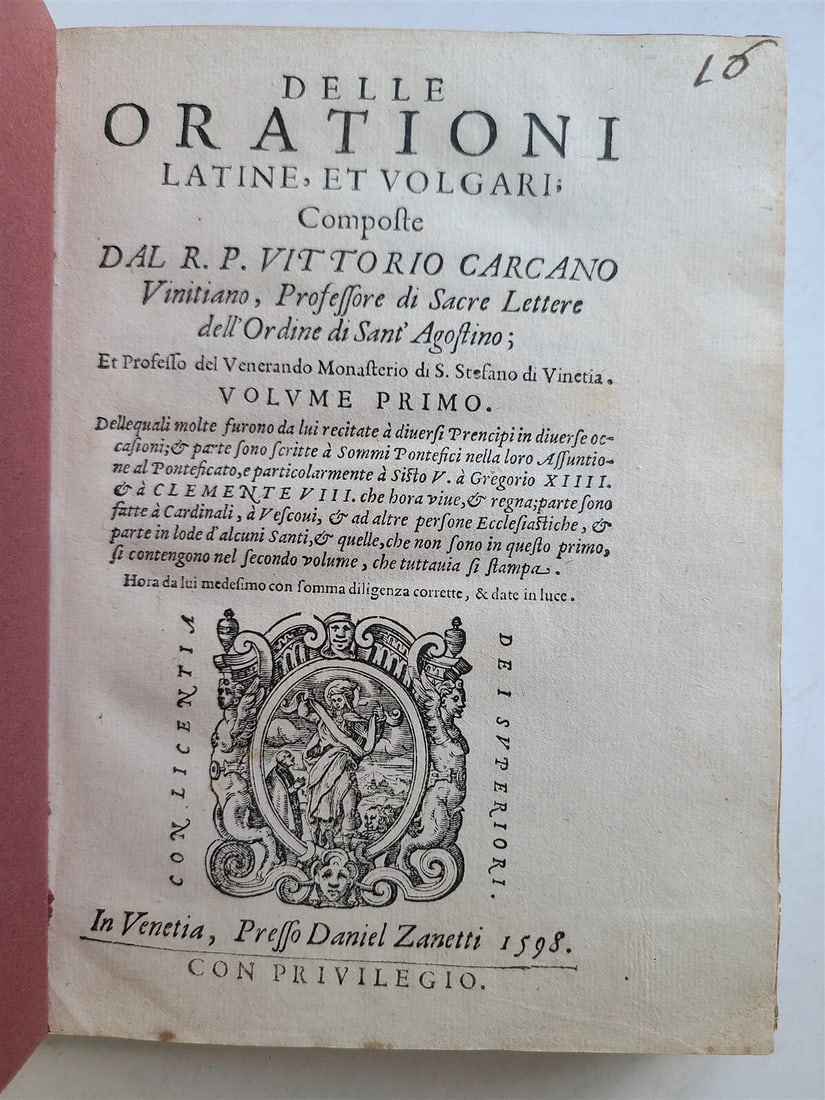 16
DELLE
ORATIONI
LATINE, ET VOLGARI;
Compoſte
DAL R. P. VITTORIO CARCANO
Vinitiano, Profeſſore di Sacre Lettere
dell'Ordine di Sant' Agoſtino;
Et Profeſſo del Venerando Monaſterio di S. Stefano di Vinetia.
VOLVME PRIMO.
Dellequali molte furono da lui recitate à diuerſi Prencipi in diuerſe oc-
caſioni; & parte ſono ſcritte à Sommi Pontefici nella loro Aſſuntio-
ne al Ponteficato, e particolarmente à Siſto V. à Gregorio XIIII.
& à CLEMENTE VIII. che hora viue, & regna; parte ſono
fatte à Cardinali, à Veſcoui, & ad altre perſone Eccleſiaſtiche, &
parte in lode d'alcuni Santi, & quelle, che non ſono in queſto primo,
ſi contengono nel ſecondo volume, che tuttauia ſi ſtampa.
Hora da lui medeſimo con ſomma diligenza corrette, & date in luce.
CON LICENTIA
DEI SVPERIORI.
In Venetia, Preſſo Daniel Zanetti 1598.
CON PRIVILEGIO.